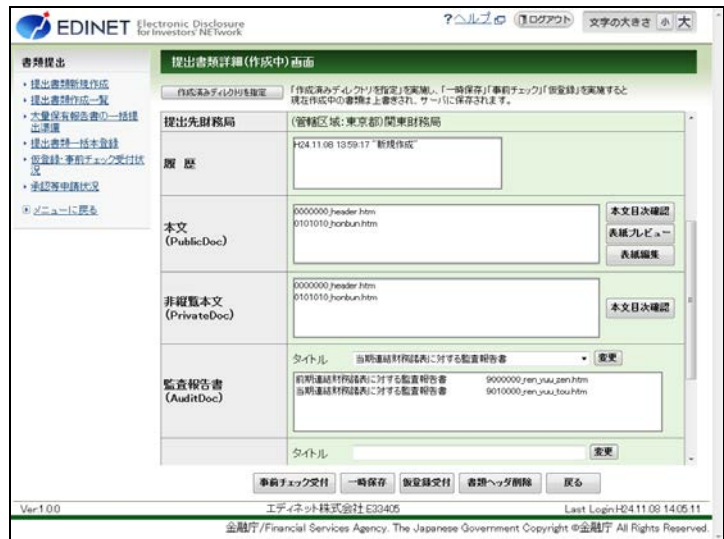 EDINET Electronic Disclosure
for Investors' NETwork
?ヘルプ ログアウト 文字の大きさ 小 大
書類提出
提出書類新規作成
提出書類作成一覧
大量保有報告書の一括提
出準備
提出書類一括本登録
仮登録・事前チェック受付状
況
承認等申請状況
メニューに戻る
提出書類詳細(作成中)画面
作成済みディレクトリを指定 「作成済みディレクトリを指定」を実施し、「一時保存」「事前チェック」「仮登録」を実施すると
現在作成中の書類は上書きされ、サーバに保存されます。
提出先財務局 (管轄区域:東京都)関東財務局
履 歴 H24.11.08 13:59:17 "新規作成"
本文
(PublicDoc)
0000000_header.htm
0101010_honbun.htm
本文目次確認
表紙プレビュー
表紙編集
非縦覧本文
(PrivateDoc)
0000000_header.htm
0101010_honbun.htm
本文目次確認
監査報告書
(AuditDoc)
タイトル 当期連結財務諸表に対する監査報告書 変更
前期連結財務諸表に対する監査報告書 9000000_ren_yuu_zen.htm
当期連結財務諸表に対する監査報告書 9010000_ren_yuu_tou.htm
タイトル 変更
事前チェック受付 一時保存 仮登録受付 書類ヘッダ削除 戻る
Ver1.0.0 エディネット株式会社 E33405 Last Login:H24.11.08 14:05:11
金融庁/Financial Services Agency. The Japanese Government Copyright ©金融庁 All Rights Reserved.